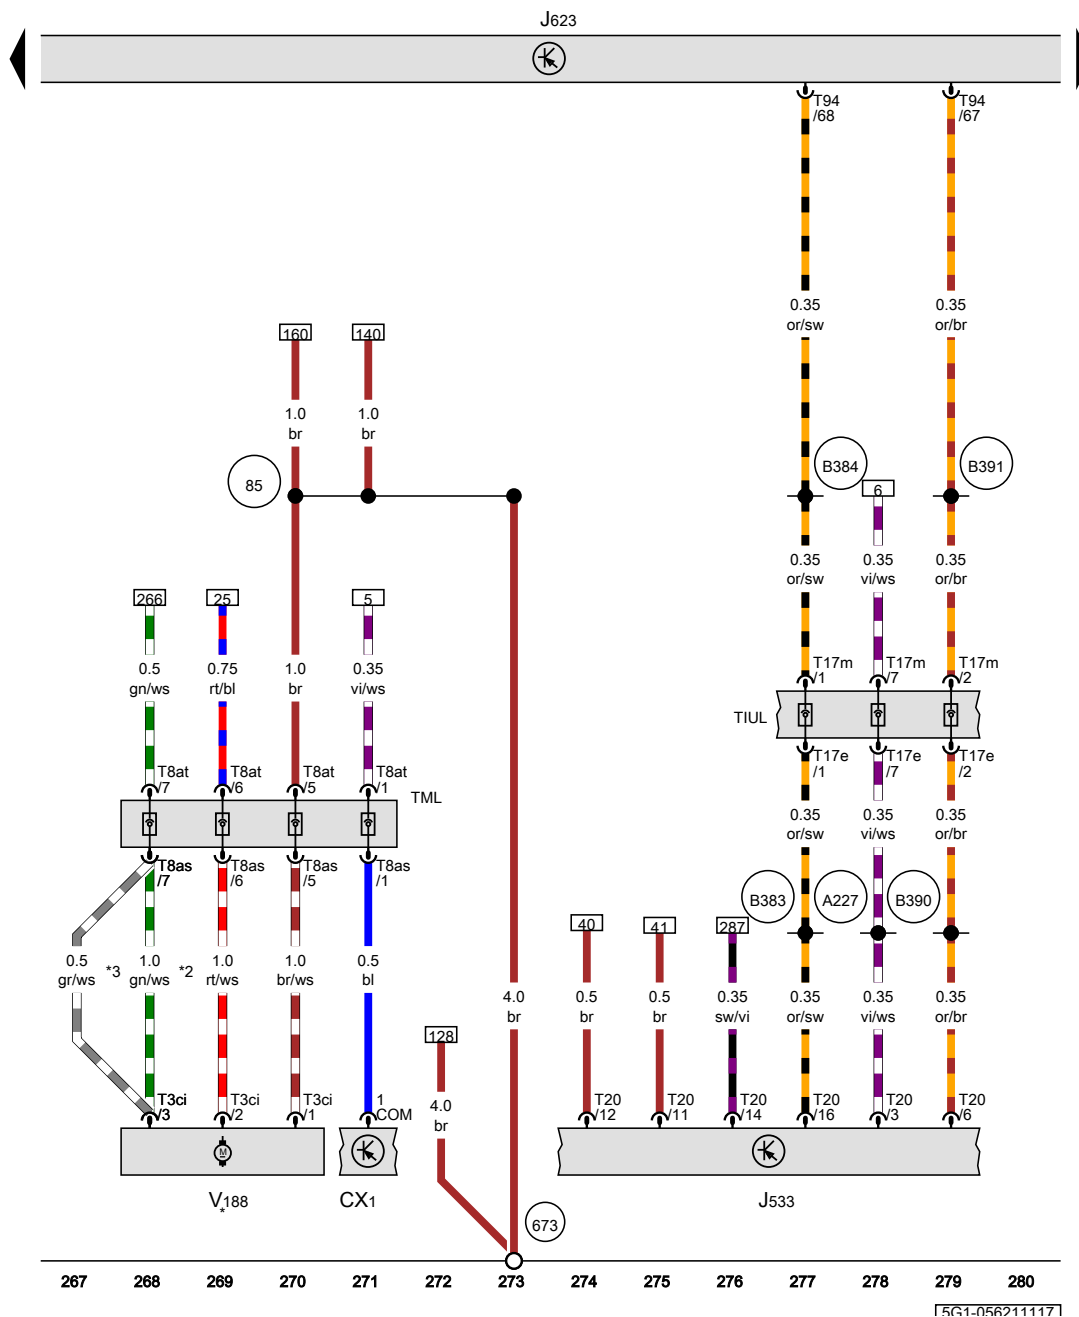 J623
T94
/68
T94
/67
0.35
or/sw
0.35
or/br
160
140
1.0
br
1.0
br
85
B384
B391
6
0.35
or/sw
0.35
vi/ws
0.35
or/br
266
25
5
0.5
gn/ws
0.75
rt/bl
1.0
br
0.35
vi/ws
T17m
/1
T17m
/7
T17m
/2
TIUL
T17e
/1
T17e
/7
T17e
/2
T8at
/7
T8at
/6
T8at
/5
T8at
/1
TML
T8as
/7
T8as
/6
T8as
/5
T8as
/1
0.35
or/sw
0.35
vi/ws
0.35
or/br
B383
A227
B390
40
41
287
0.5
gr/ws
*3
1.0
gn/ws
*2
1.0
rt/ws
1.0
br/ws
0.5
bl
4.0
br
0.5
br
0.5
br
0.35
sw/vi
0.35
or/sw
0.35
vi/ws
0.35
or/br
128
4.0
br
T3ci
/3
T3ci
/2
T3ci
/1
1
COM
T20
/12
T20
/11
T20
/14
T20
/16
T20
/3
T20
/6
M
V188
*
CX1
J533
673
267 268 269 270 271 272 273 274 275 276 277 278 279 280
5G1-056211117